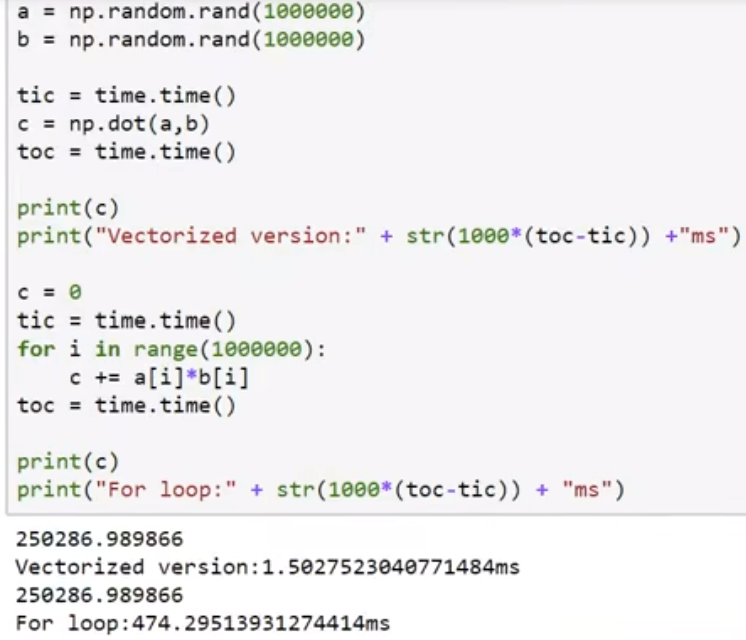 a = np.random.rand(1000000)
b = np.random.rand(1000000)
tic = time.time()
c = np.dot(a,b)
toc = time.time()
print(c)
print("Vectorized version:" + str(1000*(toc-tic)) +"ms")
c = 0
tic = time.time()
for i in range(1000000):
    c += a[i]*b[i]
toc = time.time()
print(c)
print("For loop:" + str(1000*(toc-tic)) + "ms")
250286.989866
Vectorized version:1.5027523040771484ms
250286.989866
For loop:474.29513931274414ms